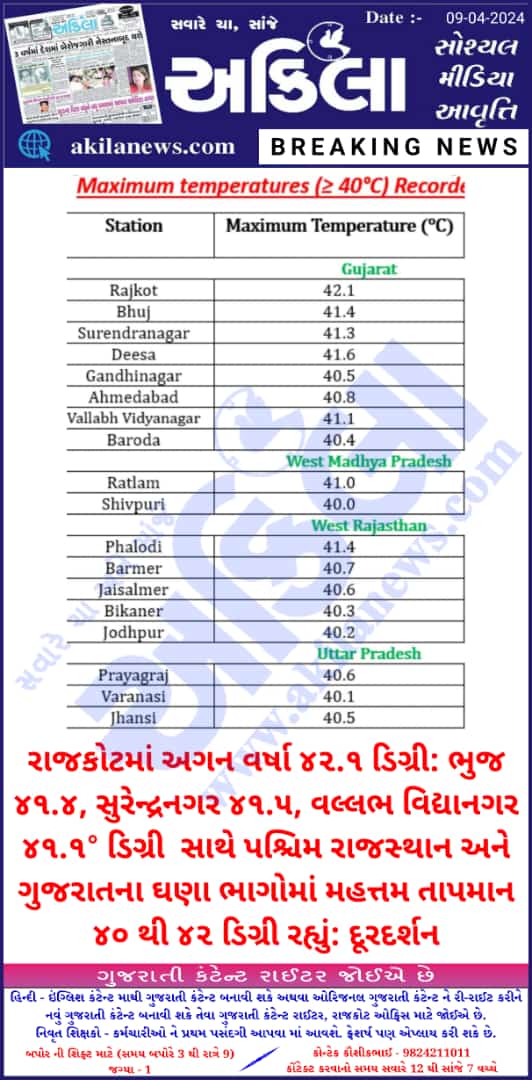 સવારે ચા, સાંજે
અકિલા
Date :- 09-04-2024
સોશ્યલ
મીડિયા
આવૃત્તિ
akilanews.com
BREAKING NEWS
Maximum temperatures (≥ 40°C) Recorde
Station Maximum Temperature (°C)
Gujarat
Rajkot 42.1
Bhuj 41.4
Surendranagar 41.3
Deesa 41.6
Gandhinagar 40.5
Ahmedabad 40.8
Vallabh Vidyanagar 41.1
Baroda 40.4
West Madhya Pradesh
Ratlam 41.0
Shivpuri 40.0
West Rajasthan
Phalodi 41.4
Barmer 40.7
Jaisalmer 40.6
Bikaner 40.3
Jodhpur 40.2
Uttar Pradesh
Prayagraj 40.6
Varanasi 40.1
Jhansi 40.5
રાજકોટમાં અગન વર્ષા ૪૨.૧ ડિગ્રી: ભુજ
૪૧.૪, સુરેન્દ્રનગર ૪૧.૫, વલ્લભ વિદ્યાનગર
૪૧.૧° ડિગ્રી સાથે પશ્ચિમ રાજસ્થાન અને
ગુજરાતના ઘણા ભાગોમાં મહત્તમ તાપમાન
૪૦ થી ૪૨ ડિગ્રી રહ્યું: દૂરદર્શન
ગુજરાતી કંટેન્ટ રાઈટર જોઈએ છે
હિન્દી - ઇંગ્લિશ કંટેન્ટ માથી ગુજરાતી કંટેન્ટ બનાવી શકે અથવા ઓરિજનલ ગુજરાતી કંટેન્ટ ને રી-રાઈટ કરીને
નવું ગુજરાતી કંટેન્ટ બનાવી શકે તેવા ગુજરાતી કંટેન્ટ રાઈટર, રાજકોટ ઓફિસ માટે જોઈએ છે.
નિવૃત શિક્ષકો - કર્મચારીઓ ને પ્રથમ પસંદગી આપવા માં આવશે. ફ્રેશર્ષ પણ એપ્લાય કરી શકે છે.
બપોર ની શિફ્ટ માટે (સમય બપોરે 3 થી રાત્રે 9)
જગ્યા - 1
કોન્ટેક કૌશીકભાઈ - 9824211011
કોંટેક્ટ કરવાનો સમય સવારે 12 થી સાંજે 7 વચ્ચે